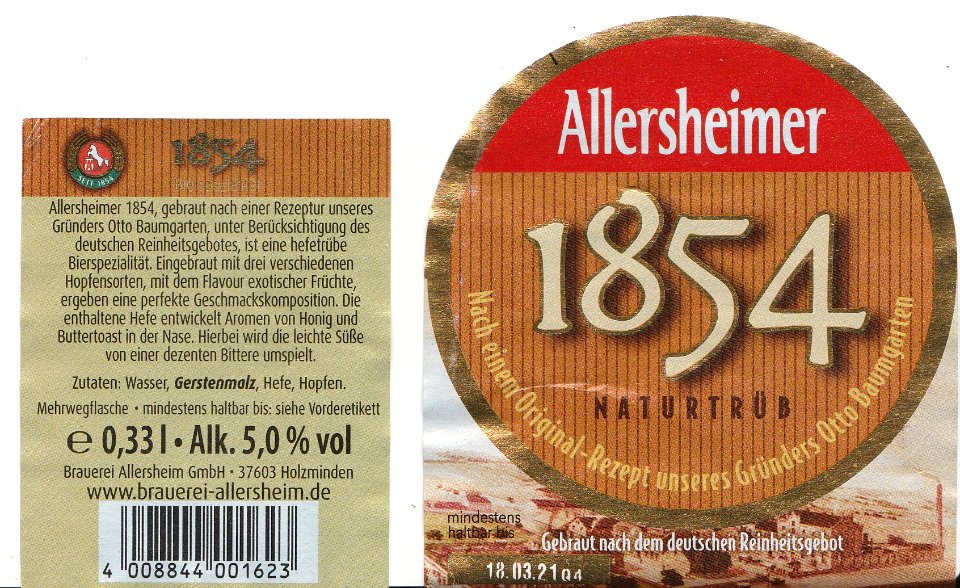 SEIT 1854
1854
Bierspezialität
Allersheimer 1854, gebraut nach einer Rezeptur unseres
Gründers Otto Baumgarten, unter Berücksichtigung des
deutschen Reinheitsgebotes, ist eine hefetrübe
Bierspezialität. Eingebraut mit drei verschiedenen
Hopfensorten, mit dem Flavour exotischer Früchte,
ergeben eine perfekte Geschmackskomposition. Die
enthaltene Hefe entwickelt Aromen von Honig und
Buttertoast in der Nase. Hierbei wird die leichte Süße
von einer dezenten Bittere umspielt.
Zutaten: Wasser, Gerstenmalz, Hefe, Hopfen.
Mehrwegflasche • mindestens haltbar bis: siehe Vorderetikett
℮ 0,33 l • Alk. 5,0 % vol
Brauerei Allersheim GmbH • 37603 Holzminden
www.brauerei-allersheim.de
4 008844 001623
Allersheimer
1854
NATURTRÜB
Nach einem Original-Rezept unseres Gründers Otto Baumgarten
mindestens
haltbar bis
Gebraut nach dem deutschen Reinheitsgebot
18.03.21 04